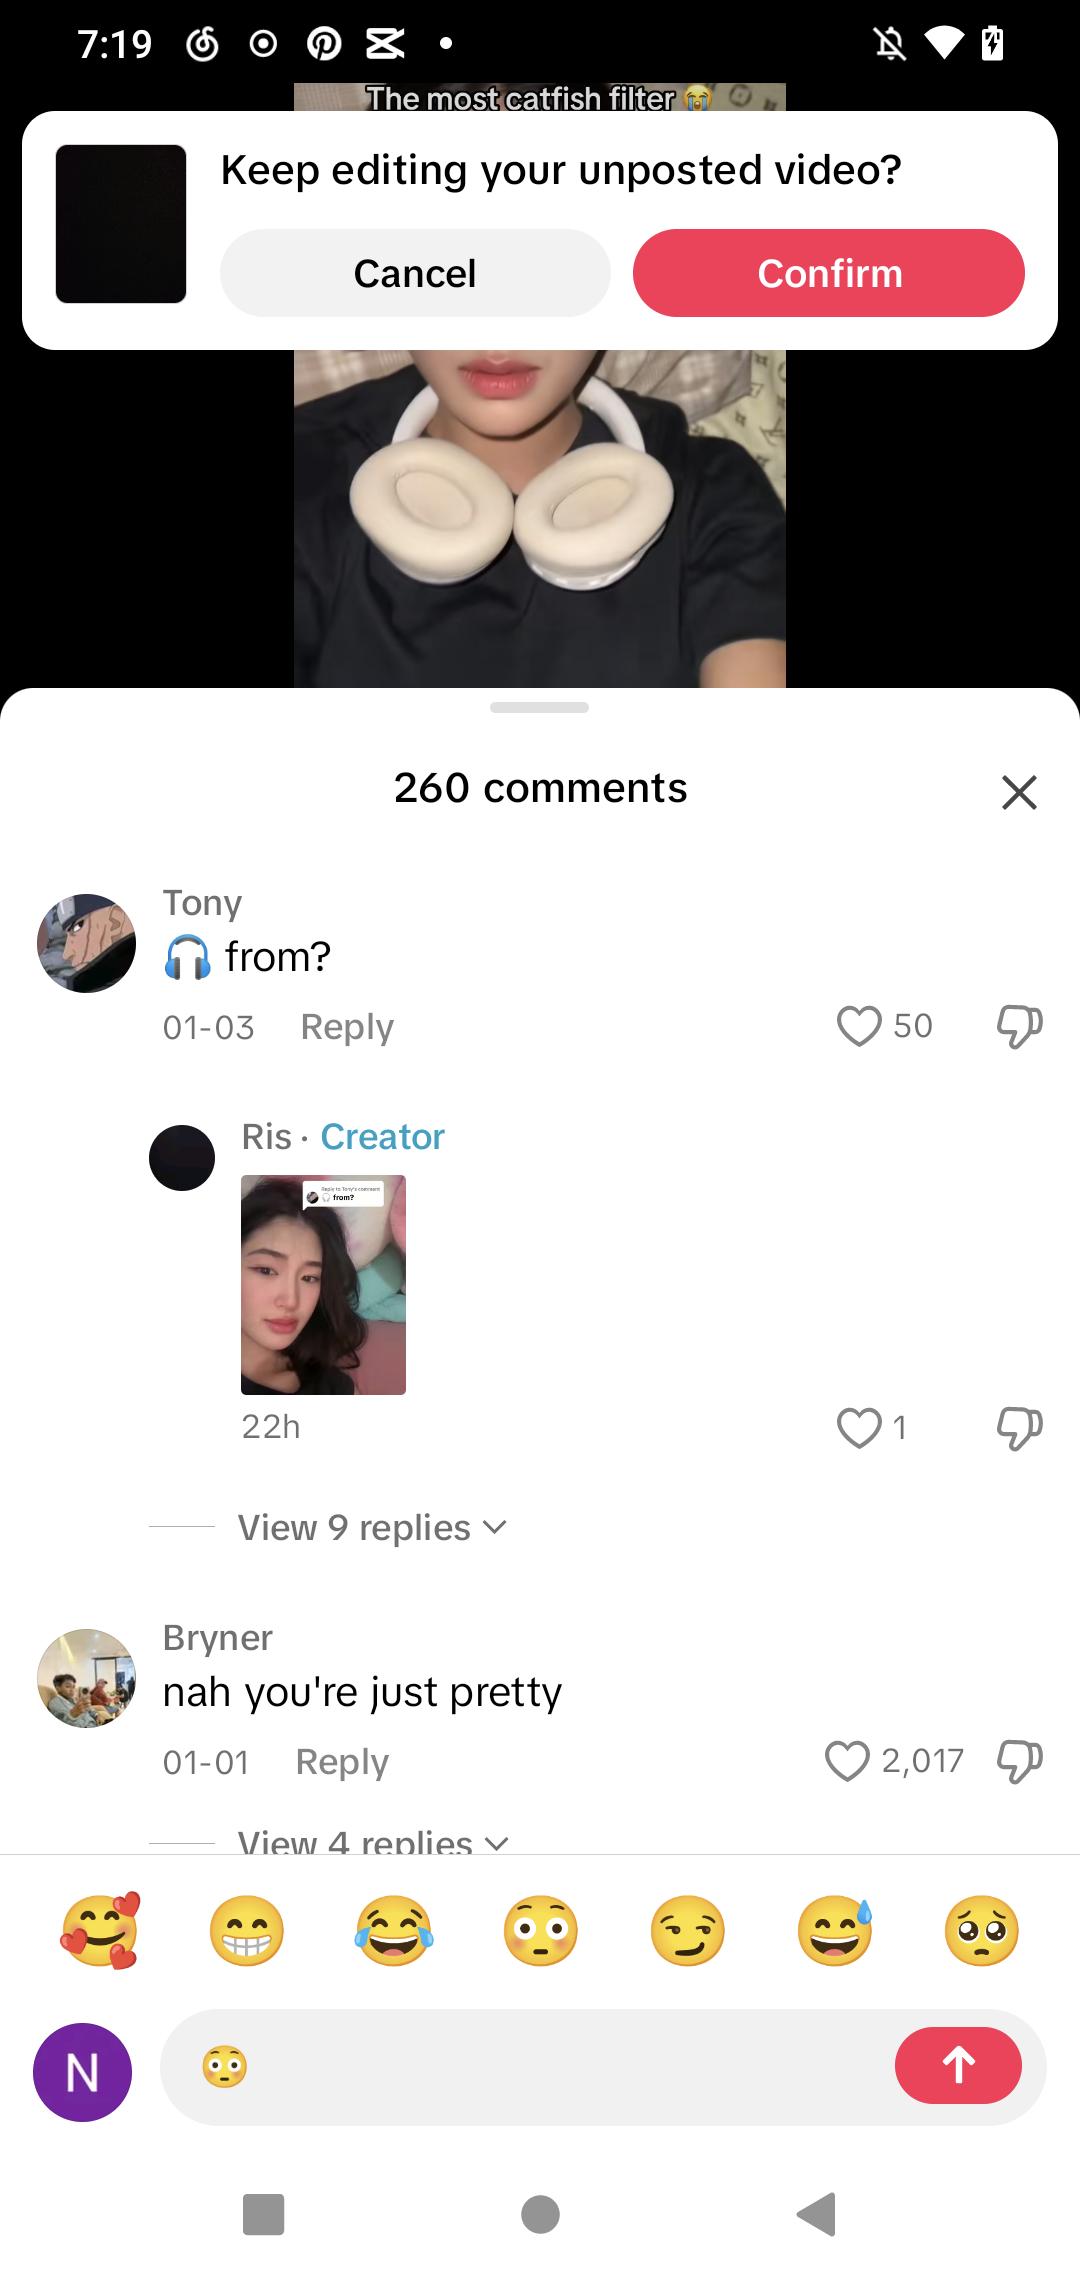 7:19
The most catfish filter 😭
Keep editing your unposted video?
Cancel
Confirm
260 comments
Tony
🎧 from?
01-03
Reply
50
Ris · Creator
Reply to Tony's comment
🎧 from?
22h
1
View 9 replies
Bryner
nah you're just pretty
01-01
Reply
2,017
View 4 replies
🥰 😁 😂 😳 😏 😅 🥺
N
😳